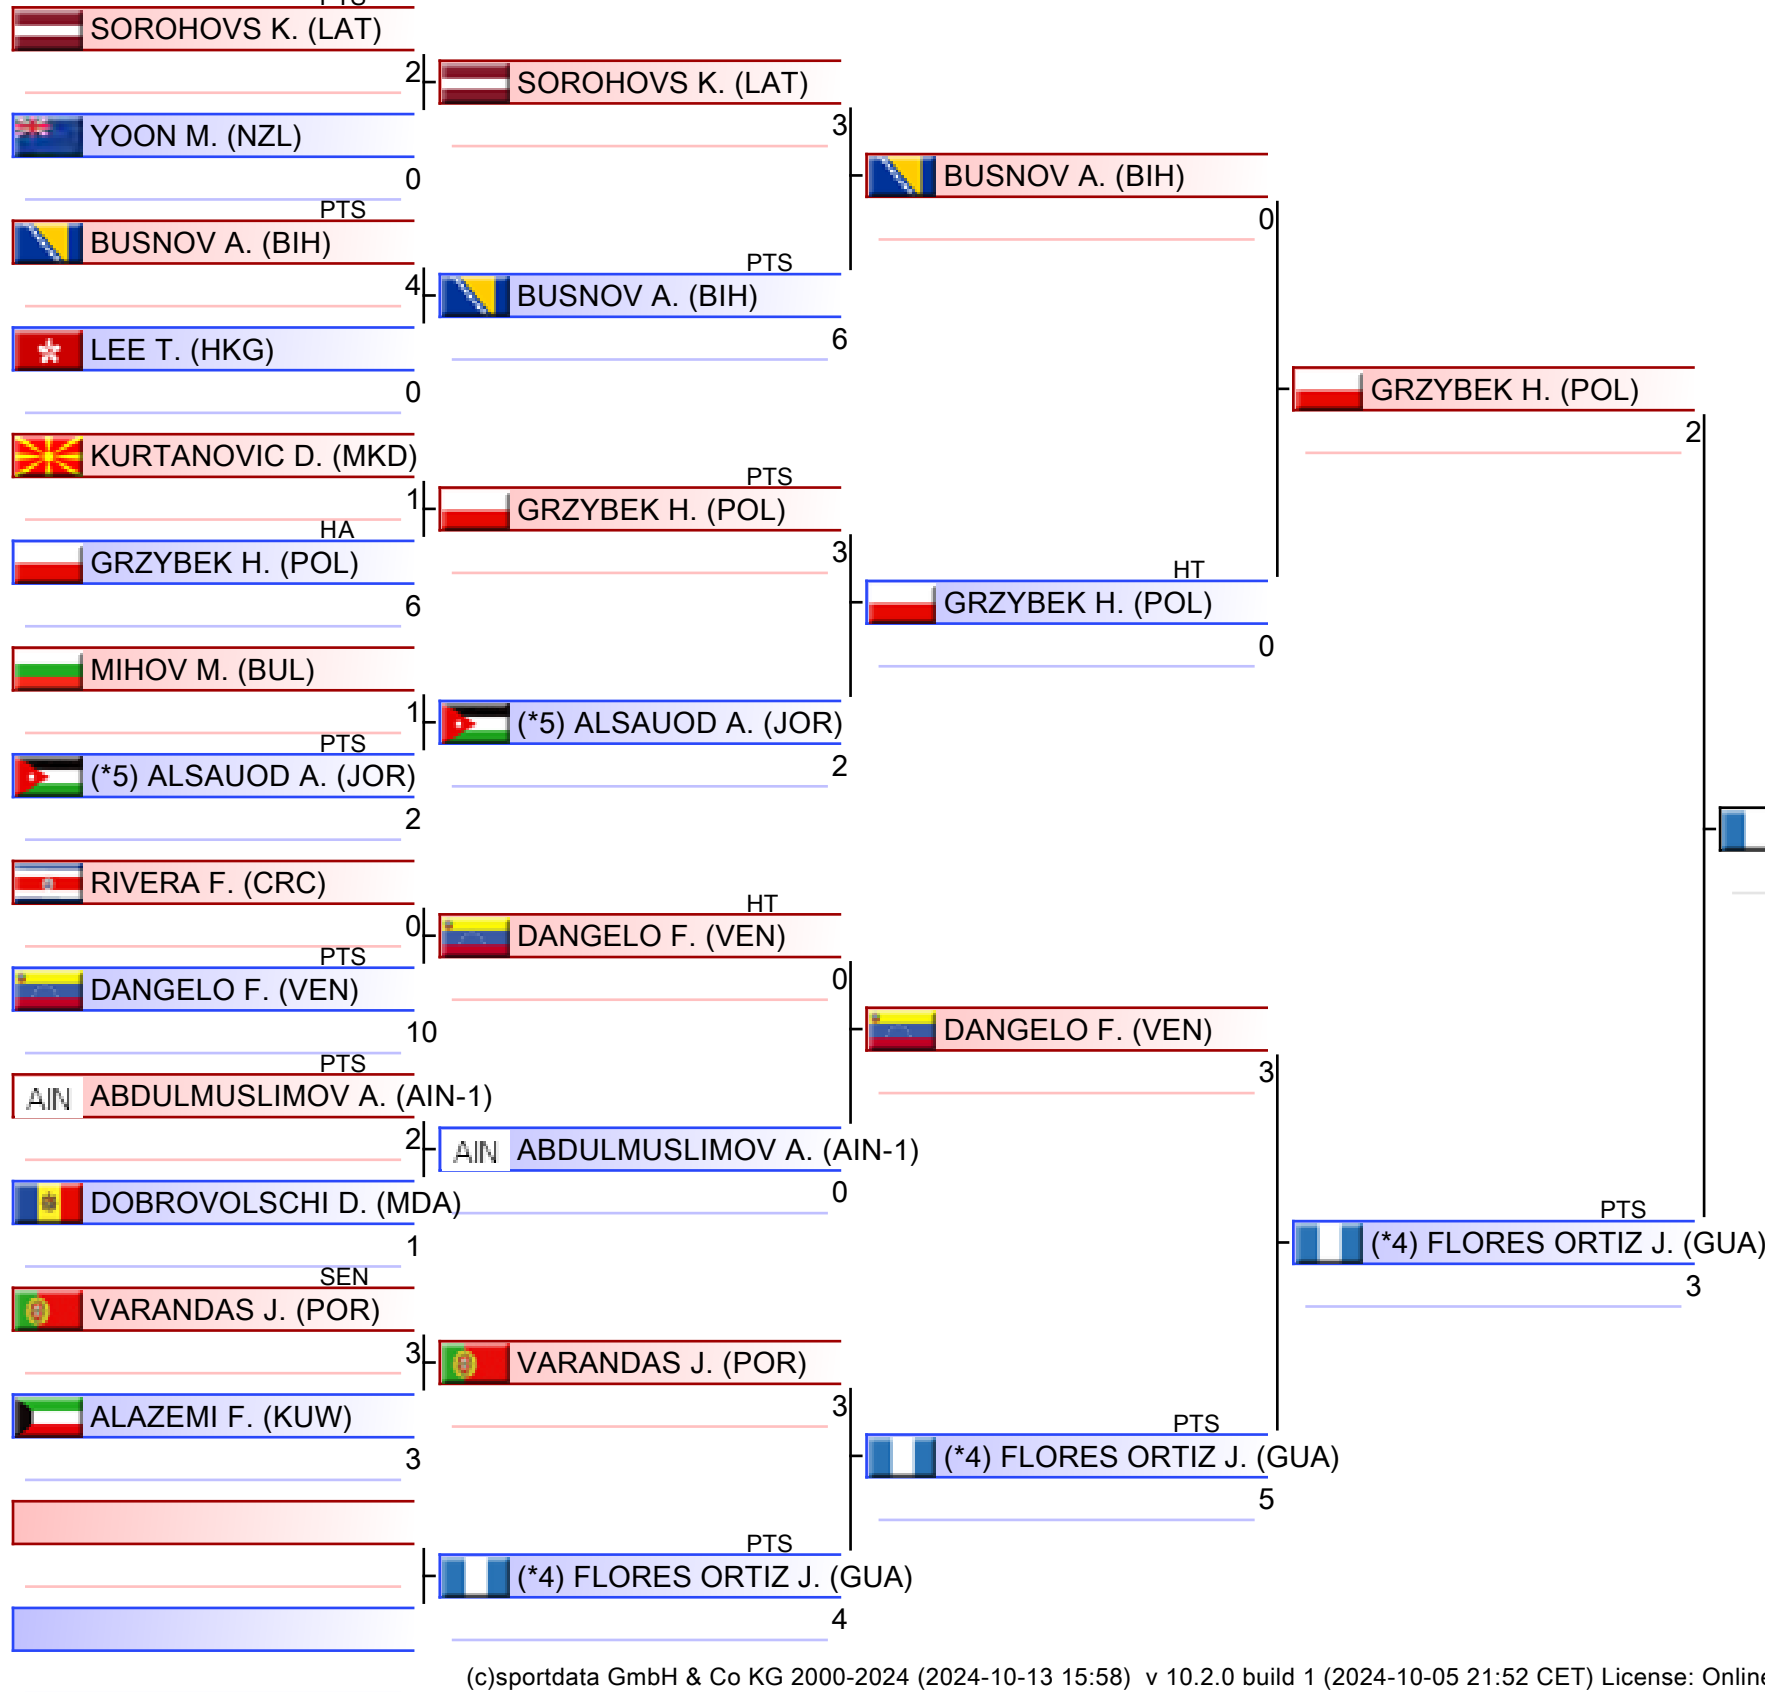 PTS
SOROHOVS K. (LAT)
2
YOON M. (NZL)
0
PTS
BUSNOV A. (BIH)
4
LEE T. (HKG)
0
KURTANOVIC D. (MKD)
1
HA
GRZYBEK H. (POL)
6
MIHOV M. (BUL)
1
PTS
(*5) ALSAUOD A. (JOR)
2
RIVERA F. (CRC)
0
PTS
DANGELO F. (VEN)
10
PTS
AIN ABDULMUSLIMOV A. (AIN-1)
2
DOBROVOLSCHI D. (MDA)
1
SEN
VARANDAS J. (POR)
3
ALAZEMI F. (KUW)
3
SOROHOVS K. (LAT)
3
PTS
BUSNOV A. (BIH)
6
PTS
GRZYBEK H. (POL)
3
(*5) ALSAUOD A. (JOR)
2
HT
DANGELO F. (VEN)
0
AIN ABDULMUSLIMOV A. (AIN-1)
0
VARANDAS J. (POR)
3
PTS
(*4) FLORES ORTIZ J. (GUA)
4
BUSNOV A. (BIH)
0
HT
GRZYBEK H. (POL)
0
DANGELO F. (VEN)
3
PTS
(*4) FLORES ORTIZ J. (GUA)
5
GRZYBEK H. (POL)
2
PTS
(*4) FLORES ORTIZ J. (GUA)
3
(c)sportdata GmbH & Co KG 2000-2024 (2024-10-13 15:58) v 10.2.0 build 1 (2024-10-05 21:52 CET) License: Online